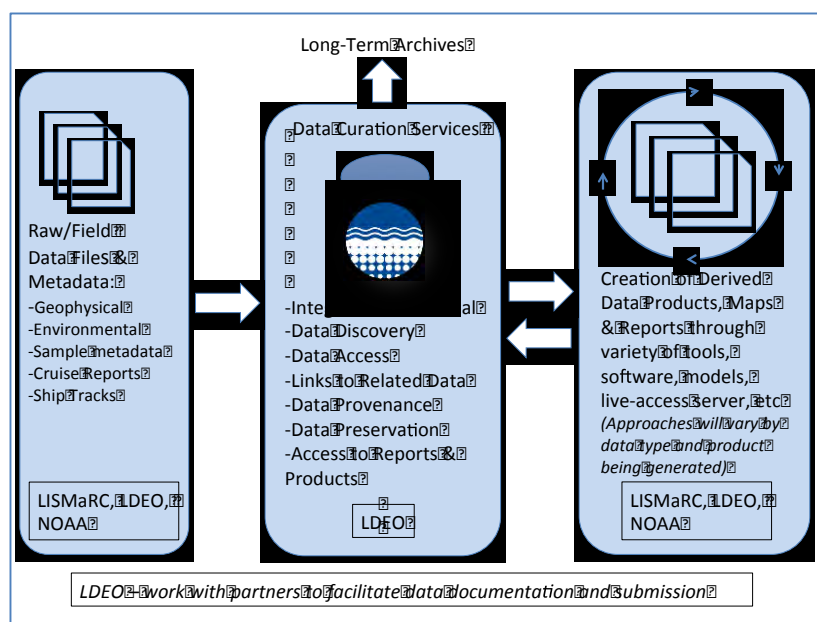 Long-Term Archives
Raw/Field
Data Files &
Metadata:
-Geophysical
-Environmental
-Sample metadata
-Cruise Reports
-Ship Tracks
LISMaRC, LDEO,
NOAA
Data Curation Services
-Data Discovery
-Data Access
-Links to Related Data
-Data Provenance
-Data Preservation
-Access to Reports &
Products
LDEO
Creation of Derived
Data Products, Maps
& Reports through
variety of tools,
software, models,
live-access server, etc
(Approaches will vary by
data type and product
being generated)
LISMaRC, LDEO,
NOAA
LDEO – work with partners to facilitate data documentation and submission